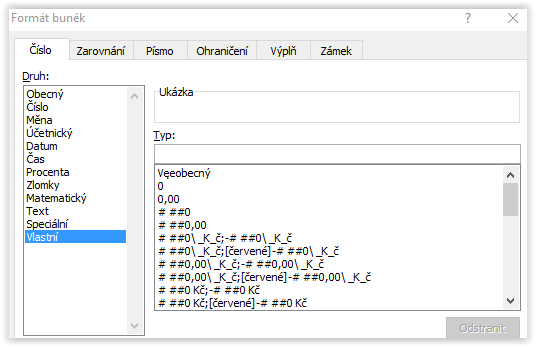 Formát buněk
Číslo Zarovnání Písmo Ohraničení Výplň Zámek
Druh:
Obecný
Číslo
Měna
Účetnický
Datum
Čas
Procenta
Zlomky
Matematický
Text
Speciální
Vlastní
Ukázka
Typ:
Vęeobecný
0
0,00
# ##0
# ##0,00
# ##0\ _K_č;-# ##0\ _K_č
# ##0\ _K_č;[červené]-# ##0\ _K_č
# ##0,00\ _K_č;-# ##0,00\ _K_č
# ##0,00\ _K_č;[červené]-# ##0,00\ _K_č
# ##0 Kč;-# ##0 Kč
# ##0 Kč;[červené]-# ##0 Kč
Odstranit